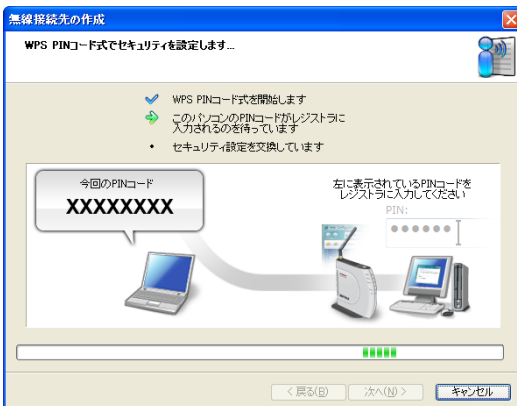 無線接続先の作成
WPS PINコード式でセキュリティを設定します...
WPS PINコード式を開始します
このパソコンのPINコードがレジストラに
入力されるのを待っています
セキュリティ設定を交換しています
今回のPINコード
XXXXXXXX
左に表示されているPINコードを
レジストラに入力してください
PIN:
< 戻る(B)
次へ(N) >
キャンセル